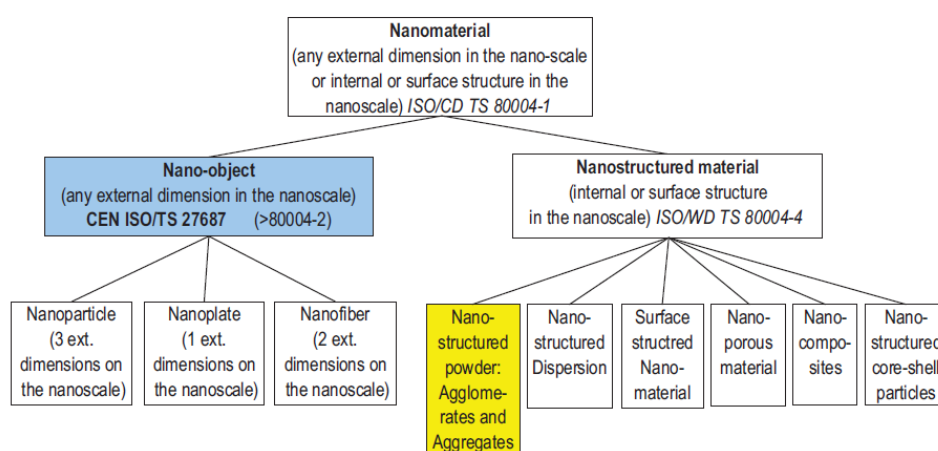 Nanomaterial
(any external dimension in the nano-scale
or internal or surface structure in the
nanoscale) ISO/CD TS 80004-1
Nano-object
(any external dimension in the nanoscale)
CEN ISO/TS 27687 (>80004-2)
Nanostructured material
(internal or surface structure
in the nanoscale) ISO/WD TS 80004-4
Nanoparticle
(3 ext.
dimensions on
the nanoscale)
Nanoplate
(1 ext.
dimensions on
the nanoscale)
Nanofiber
(2 ext.
dimensions on
the nanoscale)
Nano-
structured
powder:
Agglome-
rates and
Aggregates
Nano-
structured
Dispersion
Surface
structred
Nano-
material
Nano-
porous
material
Nano-
compo-
sites
Nano-
structured
core-shell
particles